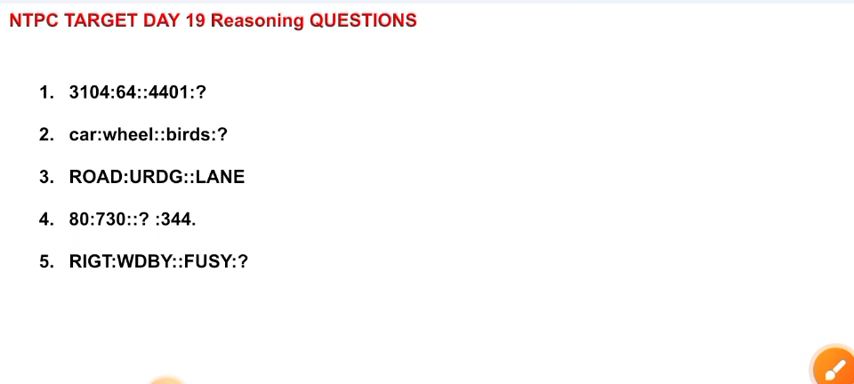 NTPC TARGET DAY 19 Reasoning QUESTIONS
1. 3104:64::4401:?
2. car:wheel::birds:?
3. ROAD:URDG::LANE
4. 80:730::? :344.
5. RIGT:WDBY::FUSY:?